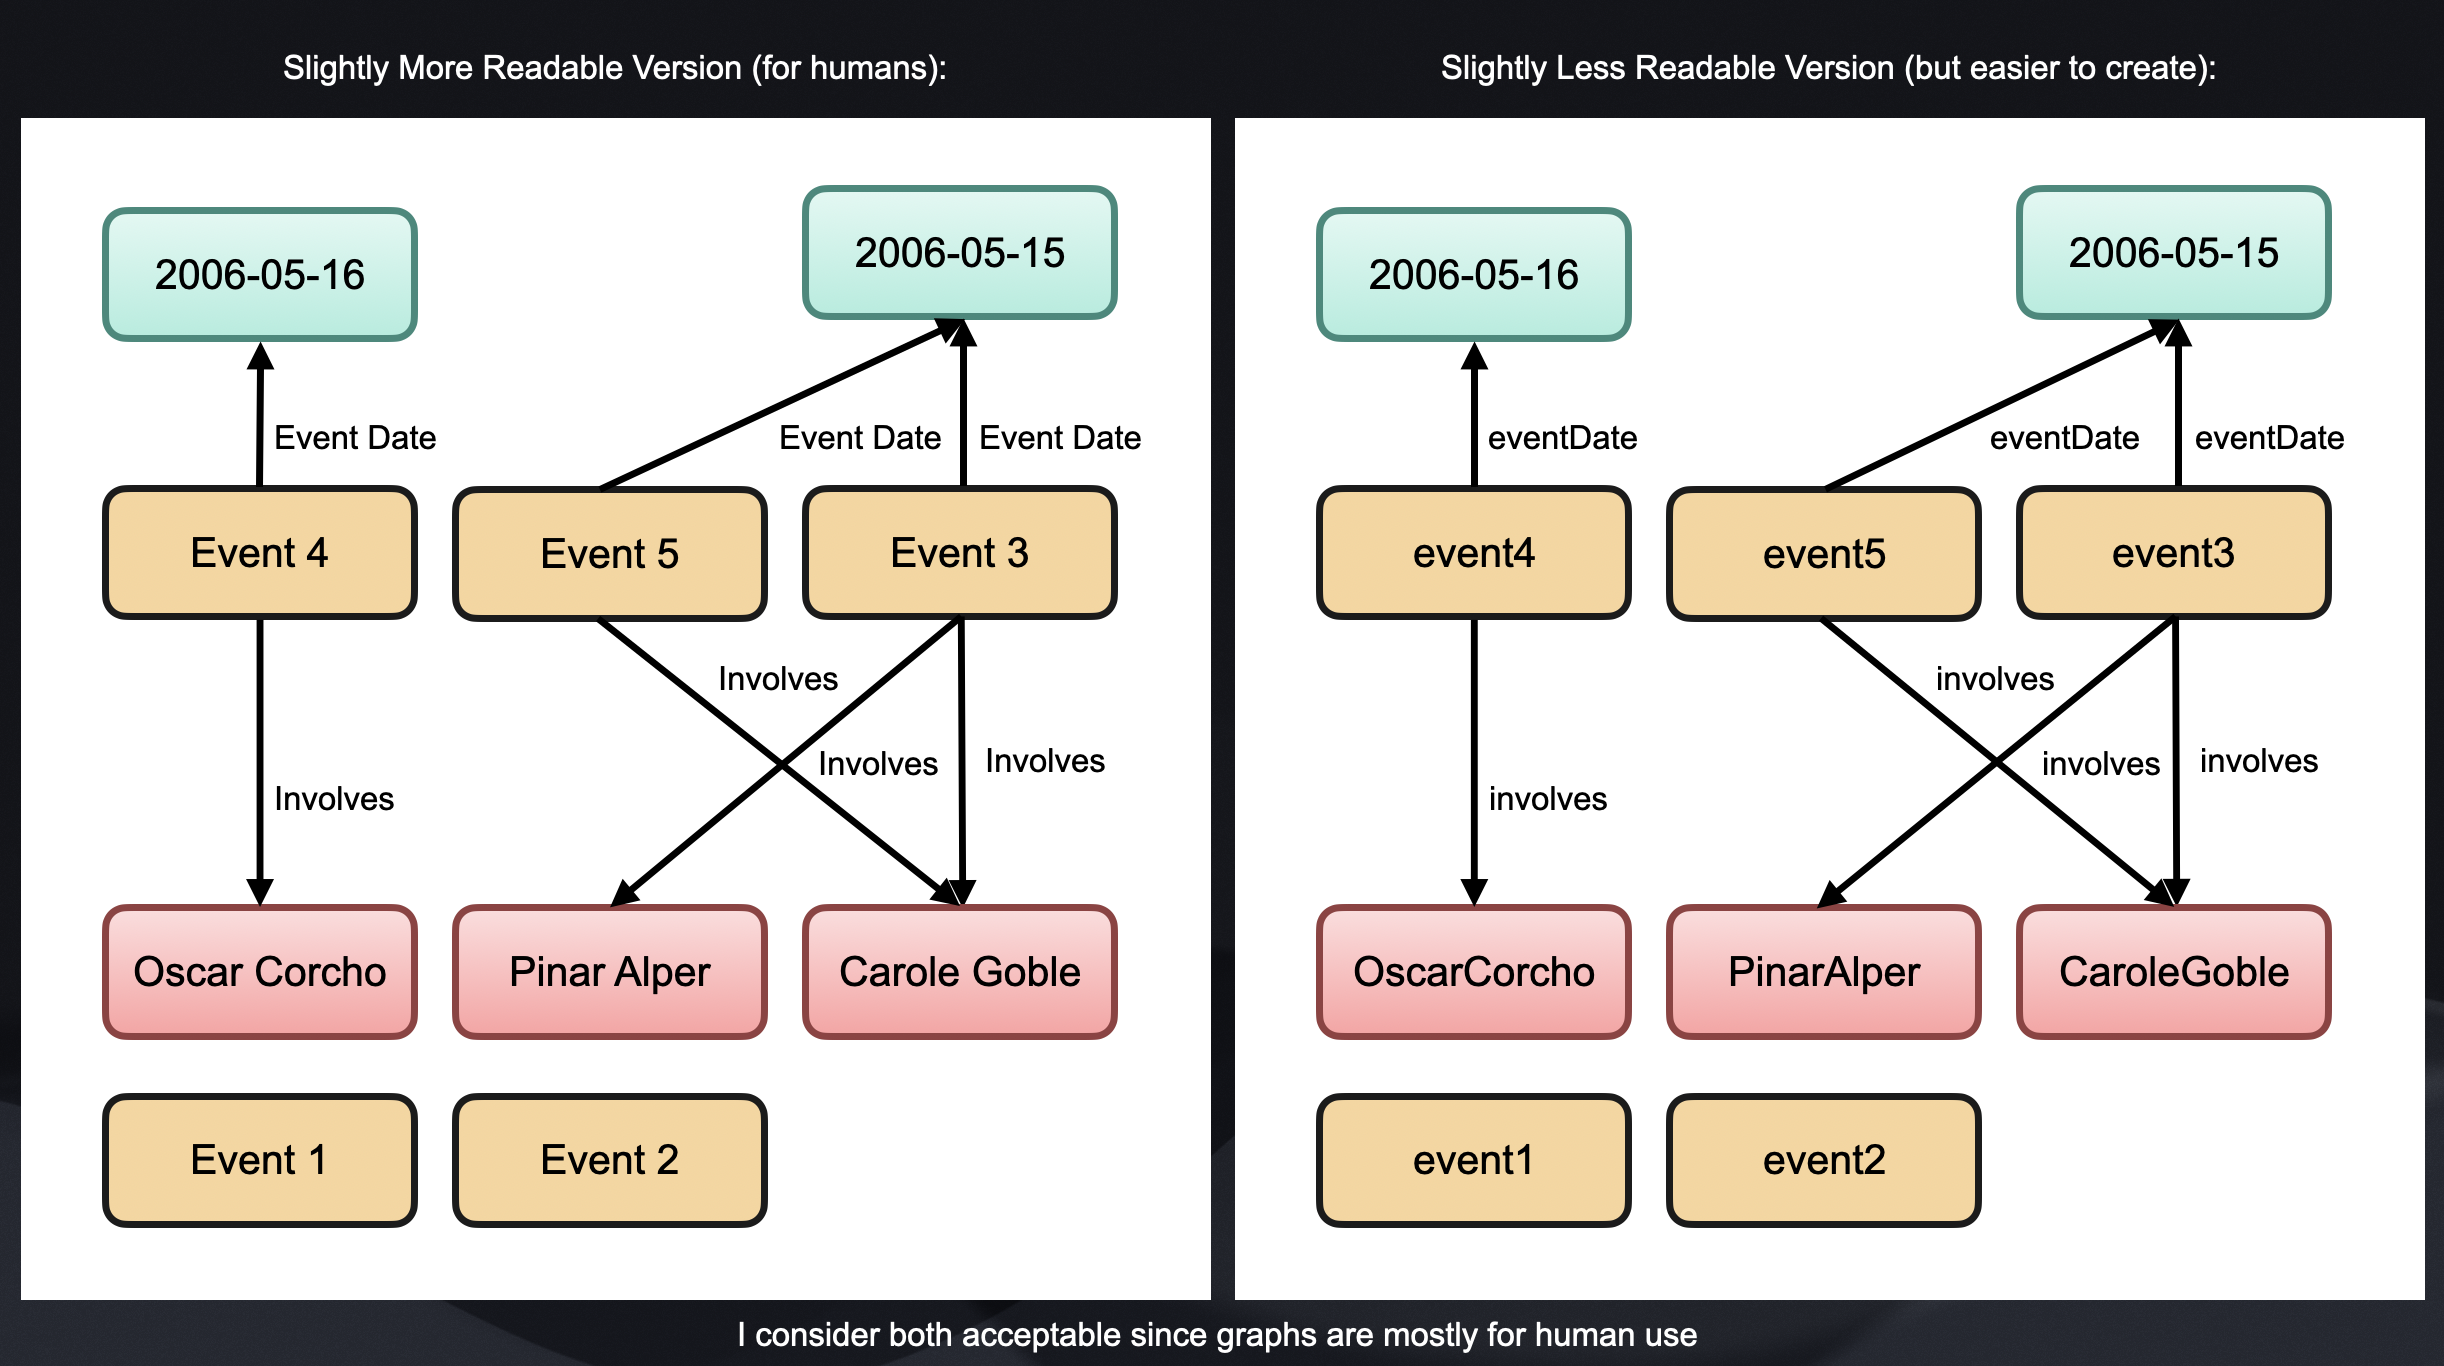 Slightly More Readable Version (for humans):
2006-05-16
2006-05-15
Event Date
Event Date
Event Date
Event 4
Event 5
Event 3
Involves
Involves
Involves
Involves
Oscar Corcho
Pinar Alper
Carole Goble
Event 1
Event 2
Slightly Less Readable Version (but easier to create):
2006-05-16
2006-05-15
eventDate
eventDate
eventDate
event4
event5
event3
involves
involves
involves
involves
OscarCorcho
PinarAlper
CaroleGoble
event1
event2
I consider both acceptable since graphs are mostly for human use